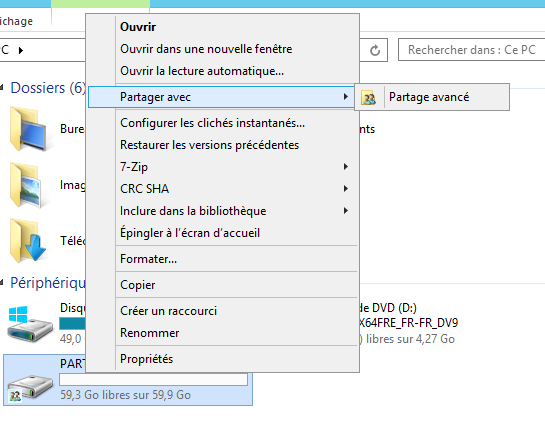 ichage
PC
Rechercher dans : Ce PC
Dossiers (6)
Bure
nts
Imag
Téléc
Ouvrir
Ouvrir dans une nouvelle fenêtre
Ouvrir la lecture automatique...
Partager avec
Partage avancé
Configurer les clichés instantanés...
Restaurer les versions précédentes
7-Zip
CRC SHA
Inclure dans la bibliothèque
Épingler à l'écran d'accueil
Formater...
Copier
Créer un raccourci
Renommer
Propriétés
Périphériqu
Disqu
de DVD (D:)
X64FRE_FR-FR_DV9
49,0
) libres sur 4,27 Go
PART
59,3 Go libres sur 59,9 Go